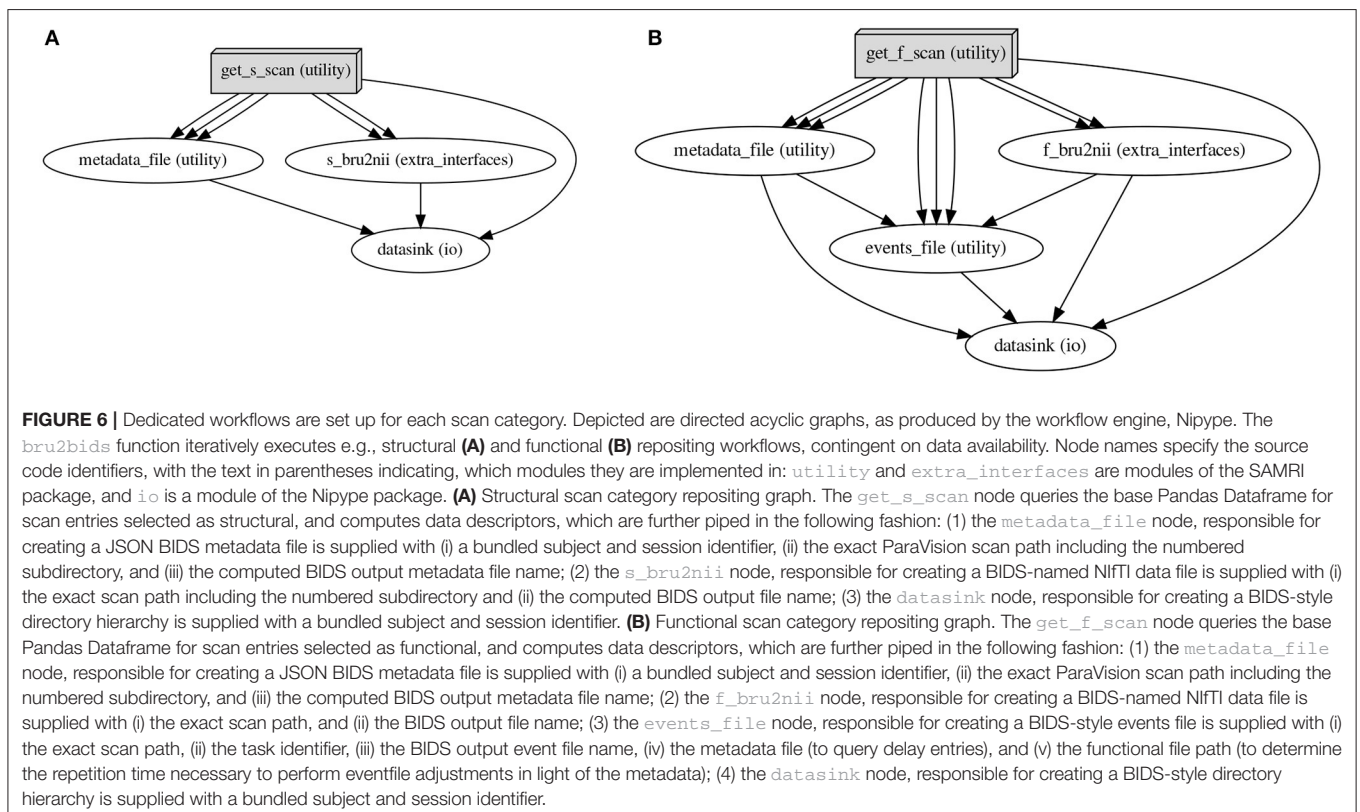 A
get_s_scan (utility)
metadata_file (utility)
s_bru2nii (extra_interfaces)
datasink (io)
B
get_f_scan (utility)
metadata_file (utility)
f_bru2nii (extra_interfaces)
events_file (utility)
datasink (io)
FIGURE 6 | Dedicated workflows are set up for each scan category. Depicted are directed acyclic graphs, as produced by the workflow engine, Nipype. The
bru2bids function iteratively executes e.g., structural (A) and functional (B) repositing workflows, contingent on data availability. Node names specify the source
code identifiers, with the text in parentheses indicating, which modules they are implemented in: utility and extra_interfaces are modules of the SAMRI
package, and io is a module of the Nipype package. (A) Structural scan category repositing graph. The get_s_scan node queries the base Pandas Dataframe for
scan entries selected as structural, and computes data descriptors, which are further piped in the following fashion: (1) the metadata_file node, responsible for
creating a JSON BIDS metadata file is supplied with (i) a bundled subject and session identifier, (ii) the exact ParaVision scan path including the numbered
subdirectory, and (iii) the computed BIDS output metadata file name; (2) the s_bru2nii node, responsible for creating a BIDS-named NIfTI data file is supplied with (i)
the exact scan path including the numbered subdirectory and (ii) the computed BIDS output file name; (3) the datasink node, responsible for creating a BIDS-style
directory hierarchy is supplied with a bundled subject and session identifier. (B) Functional scan category repositing graph. The get_f_scan node queries the base
Pandas Dataframe for scan entries selected as functional, and computes data descriptors, which are further piped in the following fashion: (1) the metadata_file
node, responsible for creating a JSON BIDS metadata file is supplied with (i) a bundled subject and session identifier, (ii) the exact ParaVision scan path including the
numbered subdirectory, and (iii) the computed BIDS output metadata file name; (2) the f_bru2nii node, responsible for creating a BIDS-named NIfTI data file is
supplied with (i) the exact scan path, and (ii) the BIDS output file name; (3) the events_file node, responsible for creating a BIDS-style events file is supplied with (i)
the exact scan path, (ii) the task identifier, (iii) the BIDS output event file name, (iv) the metadata file (to query delay entries), and (v) the functional file path (to determine
the repetition time necessary to perform eventfile adjustments in light of the metadata); (4) the datasink node, responsible for creating a BIDS-style directory
hierarchy is supplied with a bundled subject and session identifier.